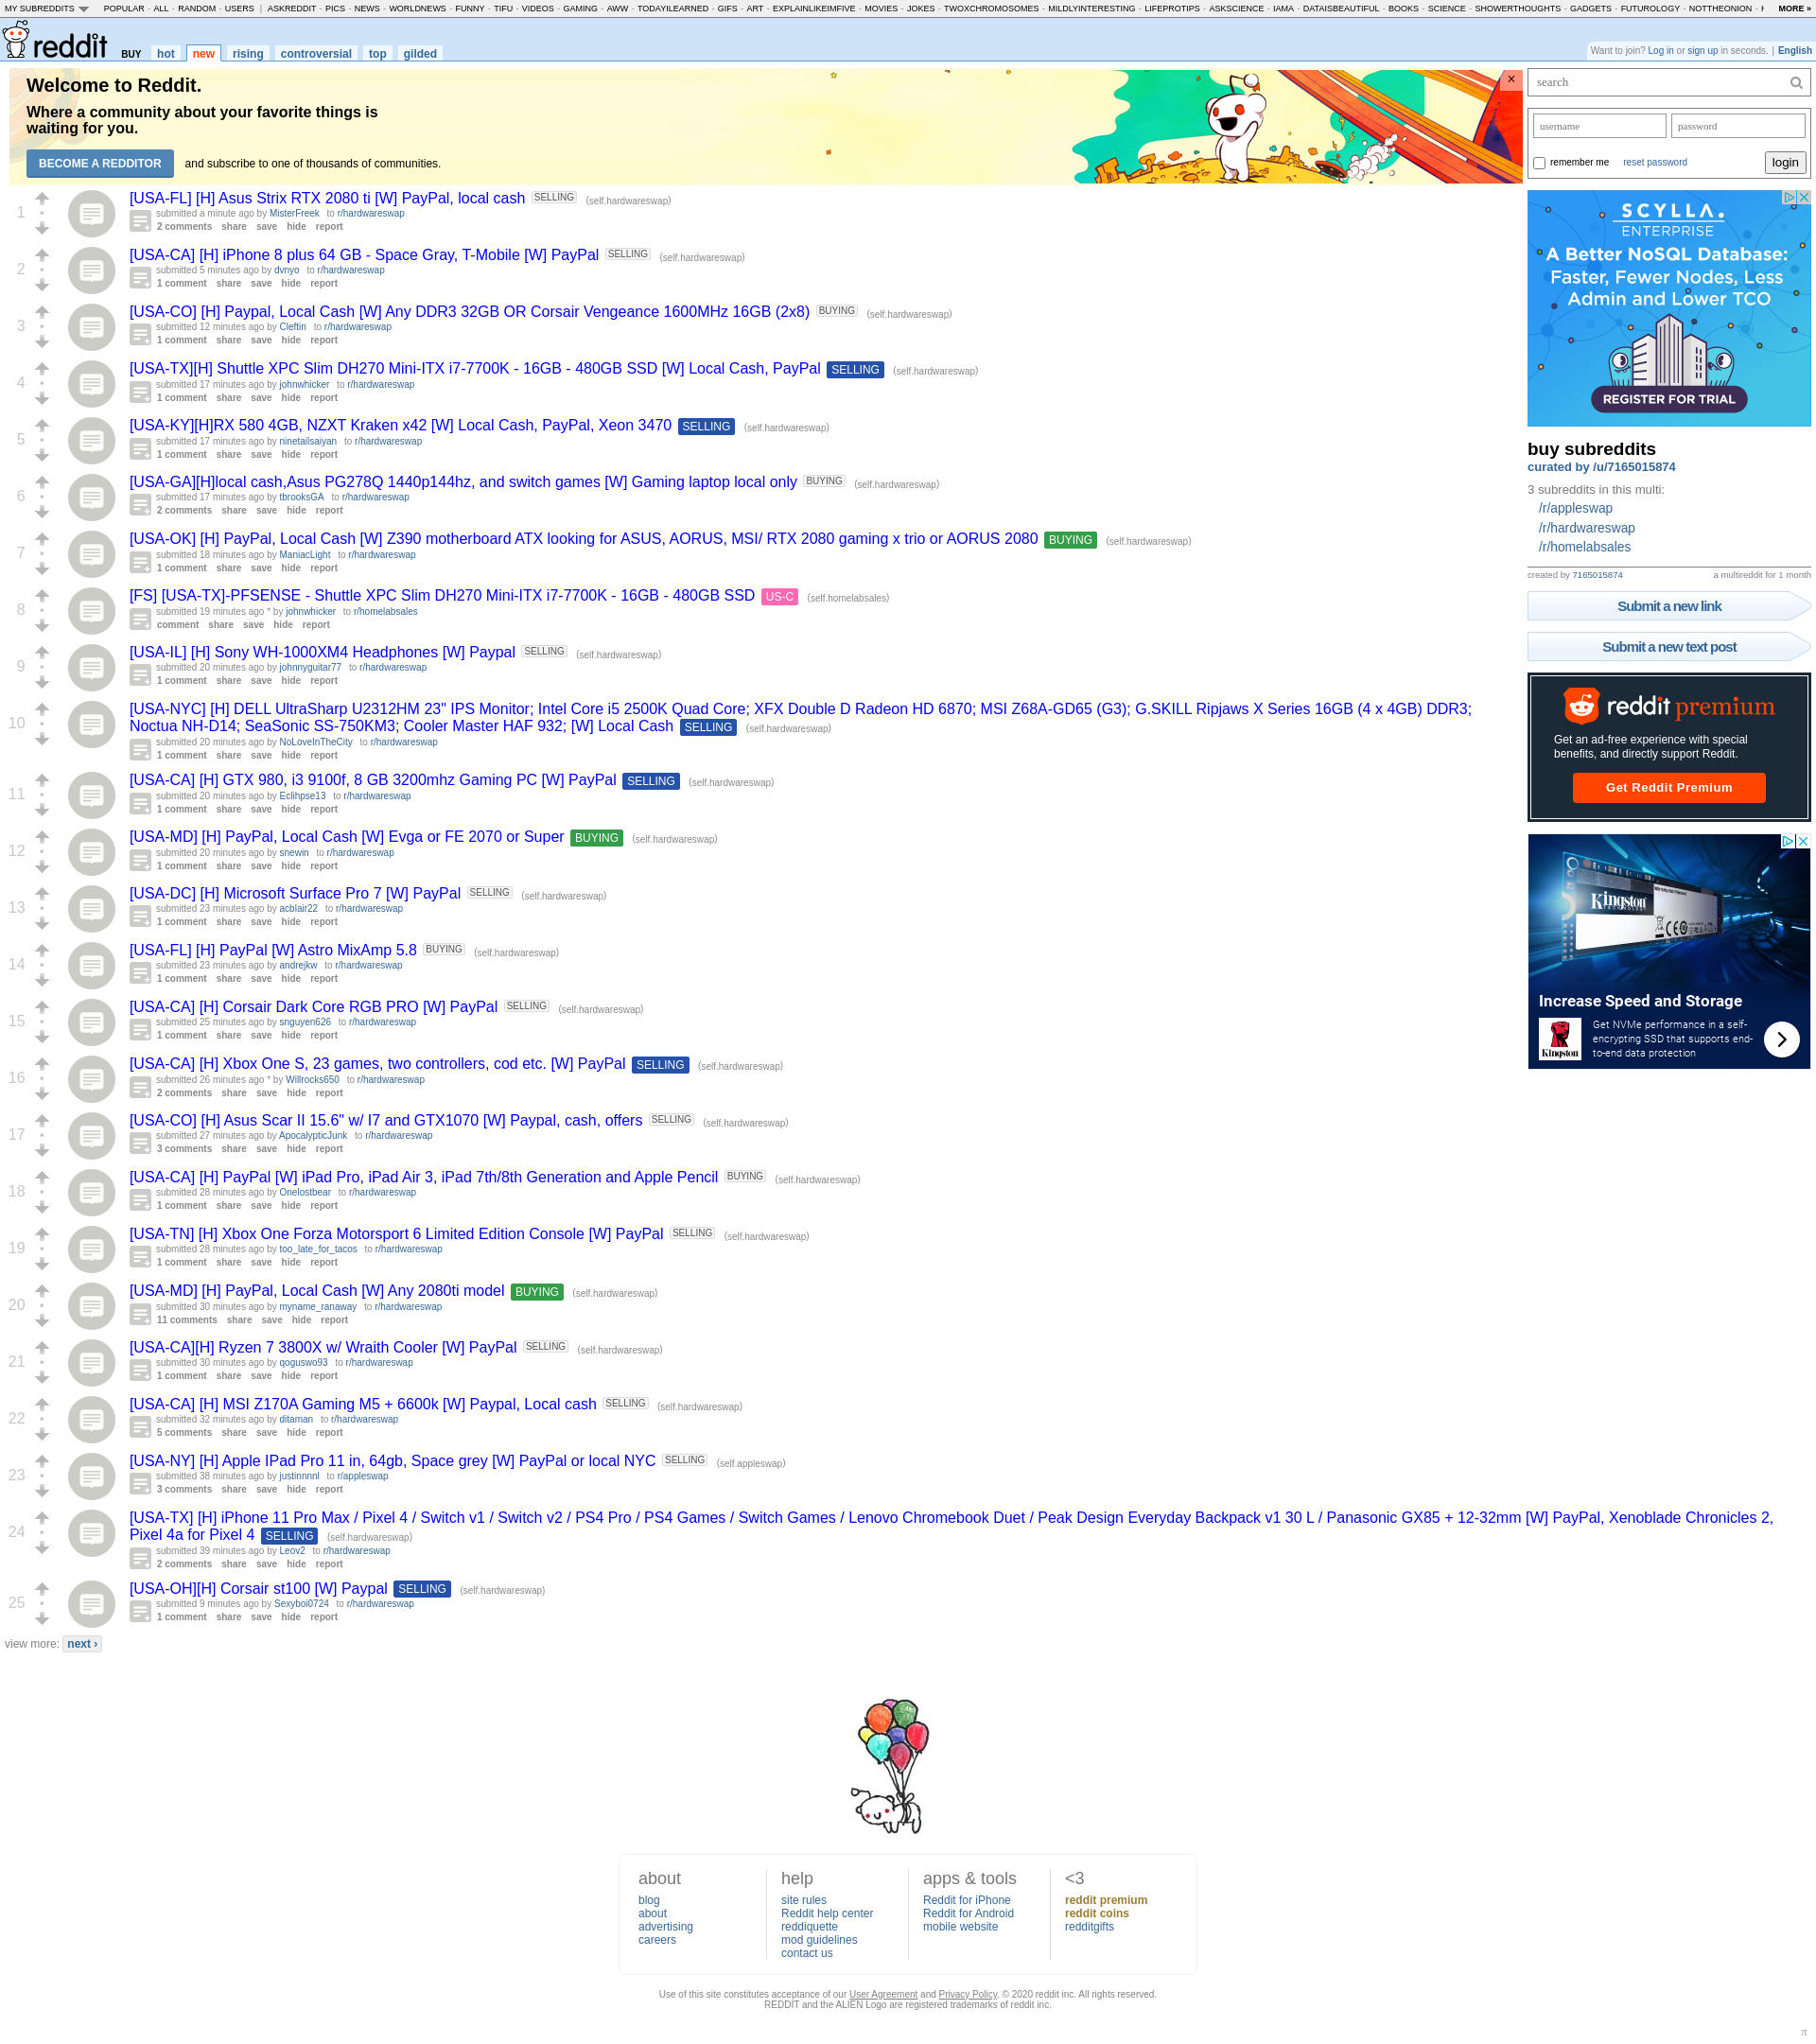 MY SUBREDDITS POPULAR - ALL - RANDOM - USERS | ASKREDDIT - PICS - NEWS - WORLDNEWS - FUNNY - TIFU - VIDEOS - GAMING - AWW - TODAYILEARNED - GIFS - ART - EXPLAINLIKEIMFIVE - MOVIES - JOKES - TWOXCHROMOSOMES - MILDLYINTERESTING - LIFEPROTIPS - ASKSCIENCE - IAMA - DATAISBEAUTIFUL - BOOKS - SCIENCE - SHOWERTHOUGHTS - GADGETS - FUTUROLOGY - NOTTHEONION - MORE »
reddit BUY hot new rising controversial top gilded
Want to join? Log in or sign up in seconds. | English
Welcome to Reddit.
Where a community about your favorite things is
waiting for you.
BECOME A REDDITOR and subscribe to one of thousands of communities.
1
[USA-FL] [H] Asus Strix RTX 2080 ti [W] PayPal, local cash SELLING (self.hardwareswap)
submitted a minute ago by MisterFreek to r/hardwareswap
2 comments share save hide report
2
[USA-CA] [H] iPhone 8 plus 64 GB - Space Gray, T-Mobile [W] PayPal SELLING (self.hardwareswap)
submitted 5 minutes ago by dvnyo to r/hardwareswap
1 comment share save hide report
3
[USA-CO] [H] Paypal, Local Cash [W] Any DDR3 32GB OR Corsair Vengeance 1600MHz 16GB (2x8) BUYING (self.hardwareswap)
submitted 12 minutes ago by Cleftin to r/hardwareswap
1 comment share save hide report
4
[USA-TX][H] Shuttle XPC Slim DH270 Mini-ITX i7-7700K - 16GB - 480GB SSD [W] Local Cash, PayPal SELLING (self.hardwareswap)
submitted 17 minutes ago by johnwhicker to r/hardwareswap
1 comment share save hide report
5
[USA-KY][H]RX 580 4GB, NZXT Kraken x42 [W] Local Cash, PayPal, Xeon 3470 SELLING (self.hardwareswap)
submitted 17 minutes ago by ninetailsaiyan to r/hardwareswap
1 comment share save hide report
6
[USA-GA][H]local cash,Asus PG278Q 1440p144hz, and switch games [W] Gaming laptop local only BUYING (self.hardwareswap)
submitted 17 minutes ago by tbrooksGA to r/hardwareswap
2 comments share save hide report
7
[USA-OK] [H] PayPal, Local Cash [W] Z390 motherboard ATX looking for ASUS, AORUS, MSI/ RTX 2080 gaming x trio or AORUS 2080 BUYING (self.hardwareswap)
submitted 18 minutes ago by ManiacLight to r/hardwareswap
1 comment share save hide report
8
[FS] [USA-TX]-PFSENSE - Shuttle XPC Slim DH270 Mini-ITX i7-7700K - 16GB - 480GB SSD US-C (self.homelabsales)
submitted 19 minutes ago * by johnwhicker to r/homelabsales
comment share save hide report
9
[USA-IL] [H] Sony WH-1000XM4 Headphones [W] Paypal SELLING (self.hardwareswap)
submitted 20 minutes ago by johnnyguitar77 to r/hardwareswap
1 comment share save hide report
10
[USA-NYC] [H] DELL UltraSharp U2312HM 23" IPS Monitor; Intel Core i5 2500K Quad Core; XFX Double D Radeon HD 6870; MSI Z68A-GD65 (G3); G.SKILL Ripjaws X Series 16GB (4 x 4GB) DDR3;
Noctua NH-D14; SeaSonic SS-750KM3; Cooler Master HAF 932; [W] Local Cash SELLING (self.hardwareswap)
submitted 20 minutes ago by NoLoveInTheCity to r/hardwareswap
1 comment share save hide report
11
[USA-CA] [H] GTX 980, i3 9100f, 8 GB 3200mhz Gaming PC [W] PayPal SELLING (self.hardwareswap)
submitted 20 minutes ago by Eclihpse13 to r/hardwareswap
1 comment share save hide report
12
[USA-MD] [H] PayPal, Local Cash [W] Evga or FE 2070 or Super BUYING (self.hardwareswap)
submitted 20 minutes ago by snewin to r/hardwareswap
1 comment share save hide report
13
[USA-DC] [H] Microsoft Surface Pro 7 [W] PayPal SELLING (self.hardwareswap)
submitted 23 minutes ago by acblair22 to r/hardwareswap
1 comment share save hide report
14
[USA-FL] [H] PayPal [W] Astro MixAmp 5.8 BUYING (self.hardwareswap)
submitted 23 minutes ago by andrejkw to r/hardwareswap
1 comment share save hide report
15
[USA-CA] [H] Corsair Dark Core RGB PRO [W] PayPal SELLING (self.hardwareswap)
submitted 25 minutes ago by snguyen626 to r/hardwareswap
1 comment share save hide report
16
[USA-CA] [H] Xbox One S, 23 games, two controllers, cod etc. [W] PayPal SELLING (self.hardwareswap)
submitted 26 minutes ago * by Willrocks650 to r/hardwareswap
2 comments share save hide report
17
[USA-CO] [H] Asus Scar II 15.6" w/ I7 and GTX1070 [W] Paypal, cash, offers SELLING (self.hardwareswap)
submitted 27 minutes ago by ApocalypticJunk to r/hardwareswap
3 comments share save hide report
18
[USA-CA] [H] PayPal [W] iPad Pro, iPad Air 3, iPad 7th/8th Generation and Apple Pencil BUYING (self.hardwareswap)
submitted 28 minutes ago by Onelostbear to r/hardwareswap
1 comment share save hide report
19
[USA-TN] [H] Xbox One Forza Motorsport 6 Limited Edition Console [W] PayPal SELLING (self.hardwareswap)
submitted 28 minutes ago by too_late_for_tacos to r/hardwareswap
1 comment share save hide report
20
[USA-MD] [H] PayPal, Local Cash [W] Any 2080ti model BUYING (self.hardwareswap)
submitted 30 minutes ago by myname_ranaway to r/hardwareswap
11 comments share save hide report
21
[USA-CA][H] Ryzen 7 3800X w/ Wraith Cooler [W] PayPal SELLING (self.hardwareswap)
submitted 30 minutes ago by qoguswo93 to r/hardwareswap
1 comment share save hide report
22
[USA-CA] [H] MSI Z170A Gaming M5 + 6600k [W] Paypal, Local cash SELLING (self.hardwareswap)
submitted 32 minutes ago by ditaman to r/hardwareswap
5 comments share save hide report
23
[USA-NY] [H] Apple IPad Pro 11 in, 64gb, Space grey [W] PayPal or local NYC SELLING (self.appleswap)
submitted 38 minutes ago by justinnnnl to r/appleswap
3 comments share save hide report
24
[USA-TX] [H] iPhone 11 Pro Max / Pixel 4 / Switch v1 / Switch v2 / PS4 Pro / PS4 Games / Switch Games / Lenovo Chromebook Duet / Peak Design Everyday Backpack v1 30 L / Panasonic GX85 + 12-32mm [W] PayPal, Xenoblade Chronicles 2,
Pixel 4a for Pixel 4 SELLING (self.hardwareswap)
submitted 39 minutes ago by Leov2 to r/hardwareswap
2 comments share save hide report
25
[USA-OH][H] Corsair st100 [W] Paypal SELLING (self.hardwareswap)
submitted 9 minutes ago by Sexyboi0724 to r/hardwareswap
1 comment share save hide report
view more: next ›
search
username password
remember me reset password login
SCYLLA.
ENTERPRISE
A Better NoSQL Database:
Faster, Fewer Nodes, Less
Admin and Lower TCO
REGISTER FOR TRIAL
buy subreddits
curated by /u/7165015874
3 subreddits in this multi:
/r/appleswap
/r/hardwareswap
/r/homelabsales
created by 7165015874 a multireddit for 1 month
Submit a new link
Submit a new text post
reddit premium
Get an ad-free experience with special
benefits, and directly support Reddit.
Get Reddit Premium
Kingston
Increase Speed and Storage
Kingston
Get NVMe performance in a self-
encrypting SSD that supports end-
to-end data protection
about
blog
about
advertising
careers
help
site rules
Reddit help center
reddiquette
mod guidelines
contact us
apps & tools
Reddit for iPhone
Reddit for Android
mobile website
<3
reddit premium
reddit coins
redditgifts
Use of this site constitutes acceptance of our User Agreement and Privacy Policy. © 2020 reddit inc. All rights reserved.
REDDIT and the ALIEN Logo are registered trademarks of reddit inc.
π